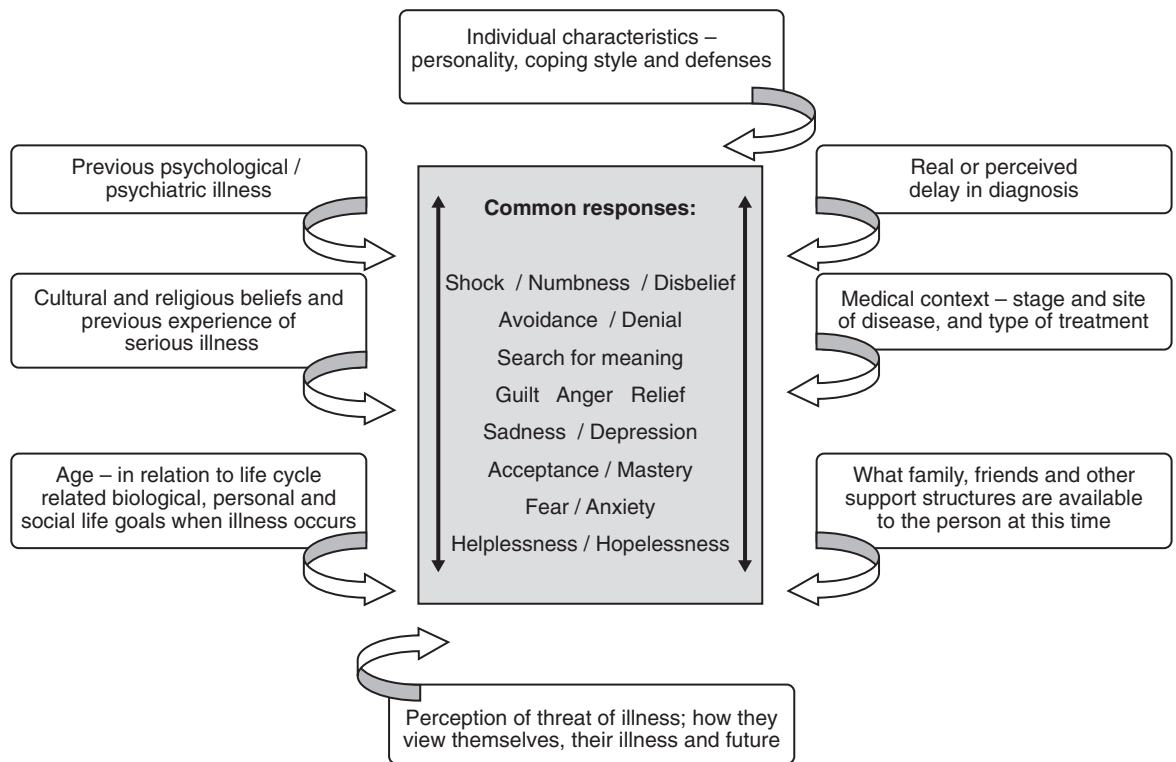 Individual characteristics –
personality, coping style and defenses
Previous psychological /
psychiatric illness
Real or perceived
delay in diagnosis
Common responses:
Shock / Numbness / Disbelief
Avoidance / Denial
Search for meaning
Guilt Anger Relief
Sadness / Depression
Acceptance / Mastery
Fear / Anxiety
Helplessness / Hopelessness
Cultural and religious beliefs and
previous experience of
serious illness
Medical context – stage and site
of disease, and type of treatment
Age – in relation to life cycle
related biological, personal and
social life goals when illness occurs
What family, friends and other
support structures are available
to the person at this time
Perception of threat of illness; how they
view themselves, their illness and future